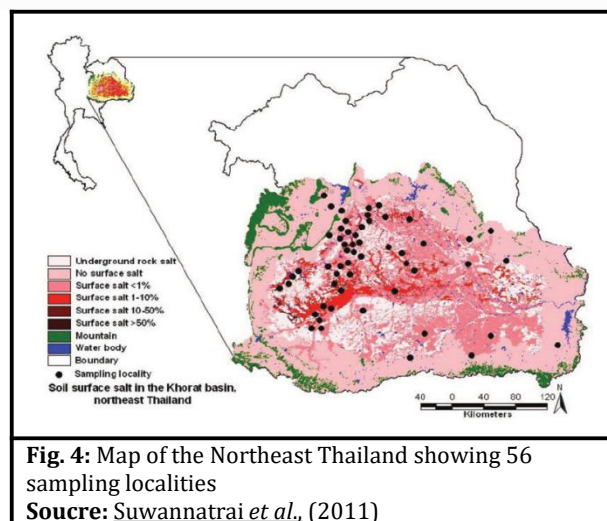 Underground rock salt
No surface salt
Surface salt <1%
Surface salt 1-10%
Surface salt 10-50%
Surface salt >50%
Mountain
Water body
Boundary
Sampling locality
Soil surface salt in the Khorat basin,
northeast Thailand
40 0 40 80 120
Kilometers
N
Fig. 4: Map of the Northeast Thailand showing 56
sampling localities
Soucre: Suwannatrai et al., (2011)